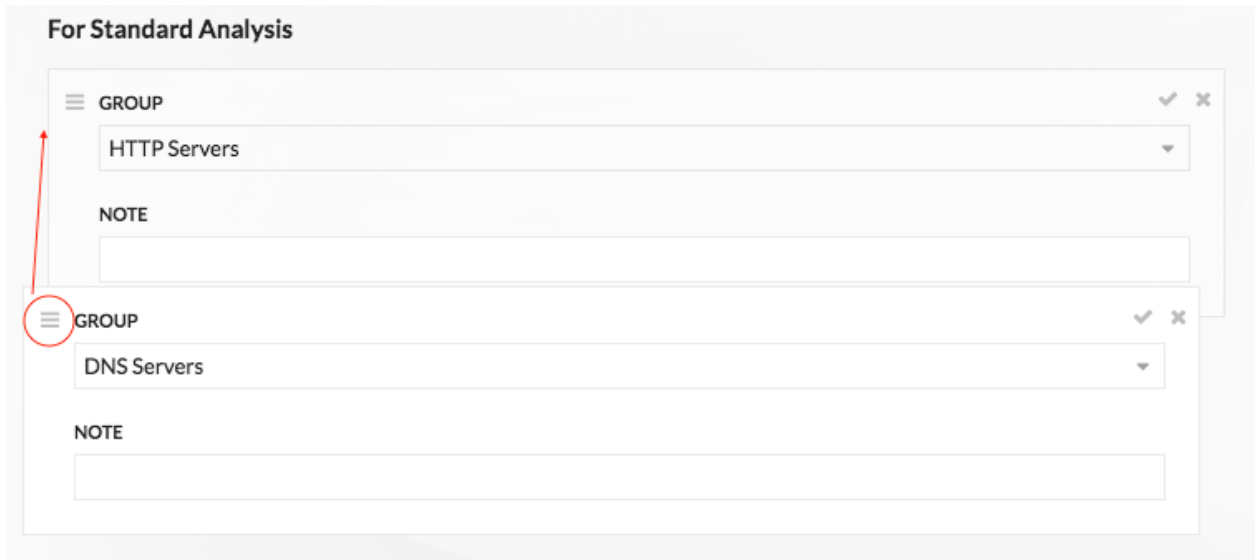 For Standard Analysis
GROUP
HTTP Servers
NOTE
GROUP
DNS Servers
NOTE